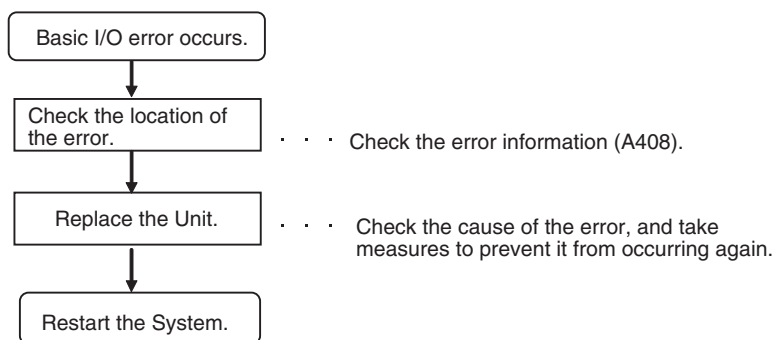 Basic I/O error occurs.
Check the location of
the error.
· · · Check the error information (A408).
Replace the Unit.
· · · Check the cause of the error, and take
measures to prevent it from occurring again.
Restart the System.